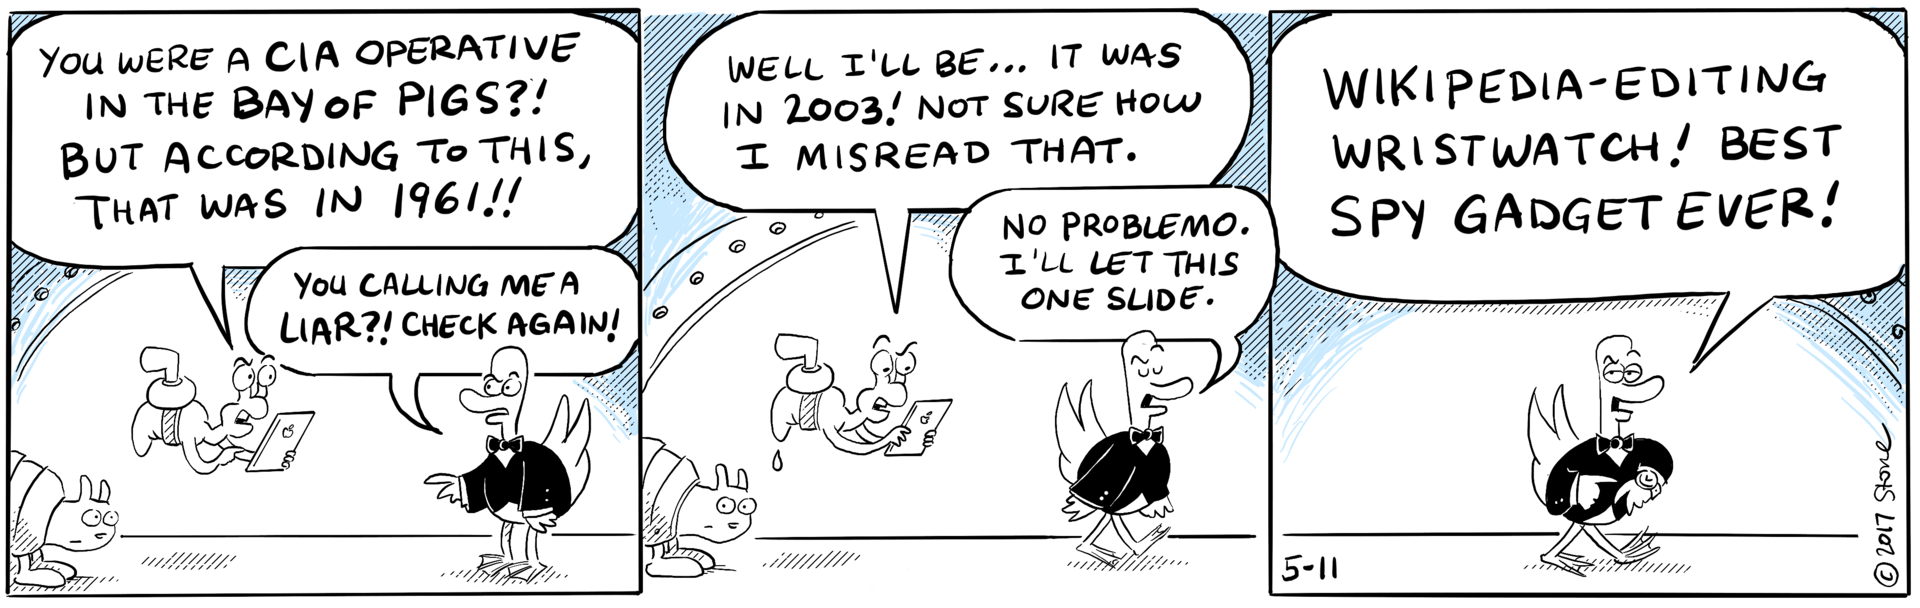 YOU WERE A CIA OPERATIVE
IN THE BAY OF PIGS?!
BUT ACCORDING TO THIS,
THAT WAS IN 1961!!
YOU CALLING ME A
LIAR?! CHECK AGAIN!
WELL I'LL BE... IT WAS
IN 2003! NOT SURE HOW
I MISREAD THAT.
NO PROBLEMO.
I'LL LET THIS
ONE SLIDE.
WIKIPEDIA-EDITING
WRISTWATCH! BEST
SPY GADGET EVER!
5-11
© 2017 Stone